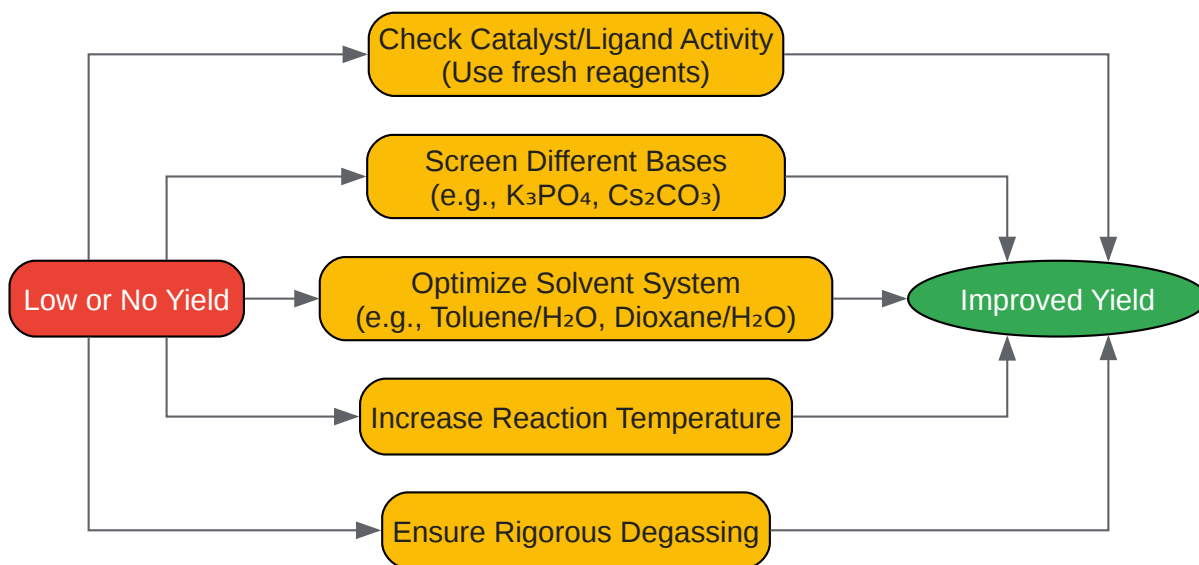 Check Catalyst/Ligand Activity
(Use fresh reagents)
Screen Different Bases
(e.g., K₃PO₄, Cs₂CO₃)
Low or No Yield
Optimize Solvent System
(e.g., Toluene/H₂O, Dioxane/H₂O)
Improved Yield
Increase Reaction Temperature
Ensure Rigorous Degassing